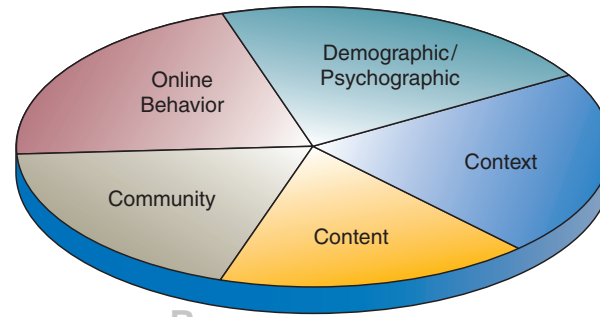 Demographic/
Psychographic
Online
Behavior
Context
Community
Content